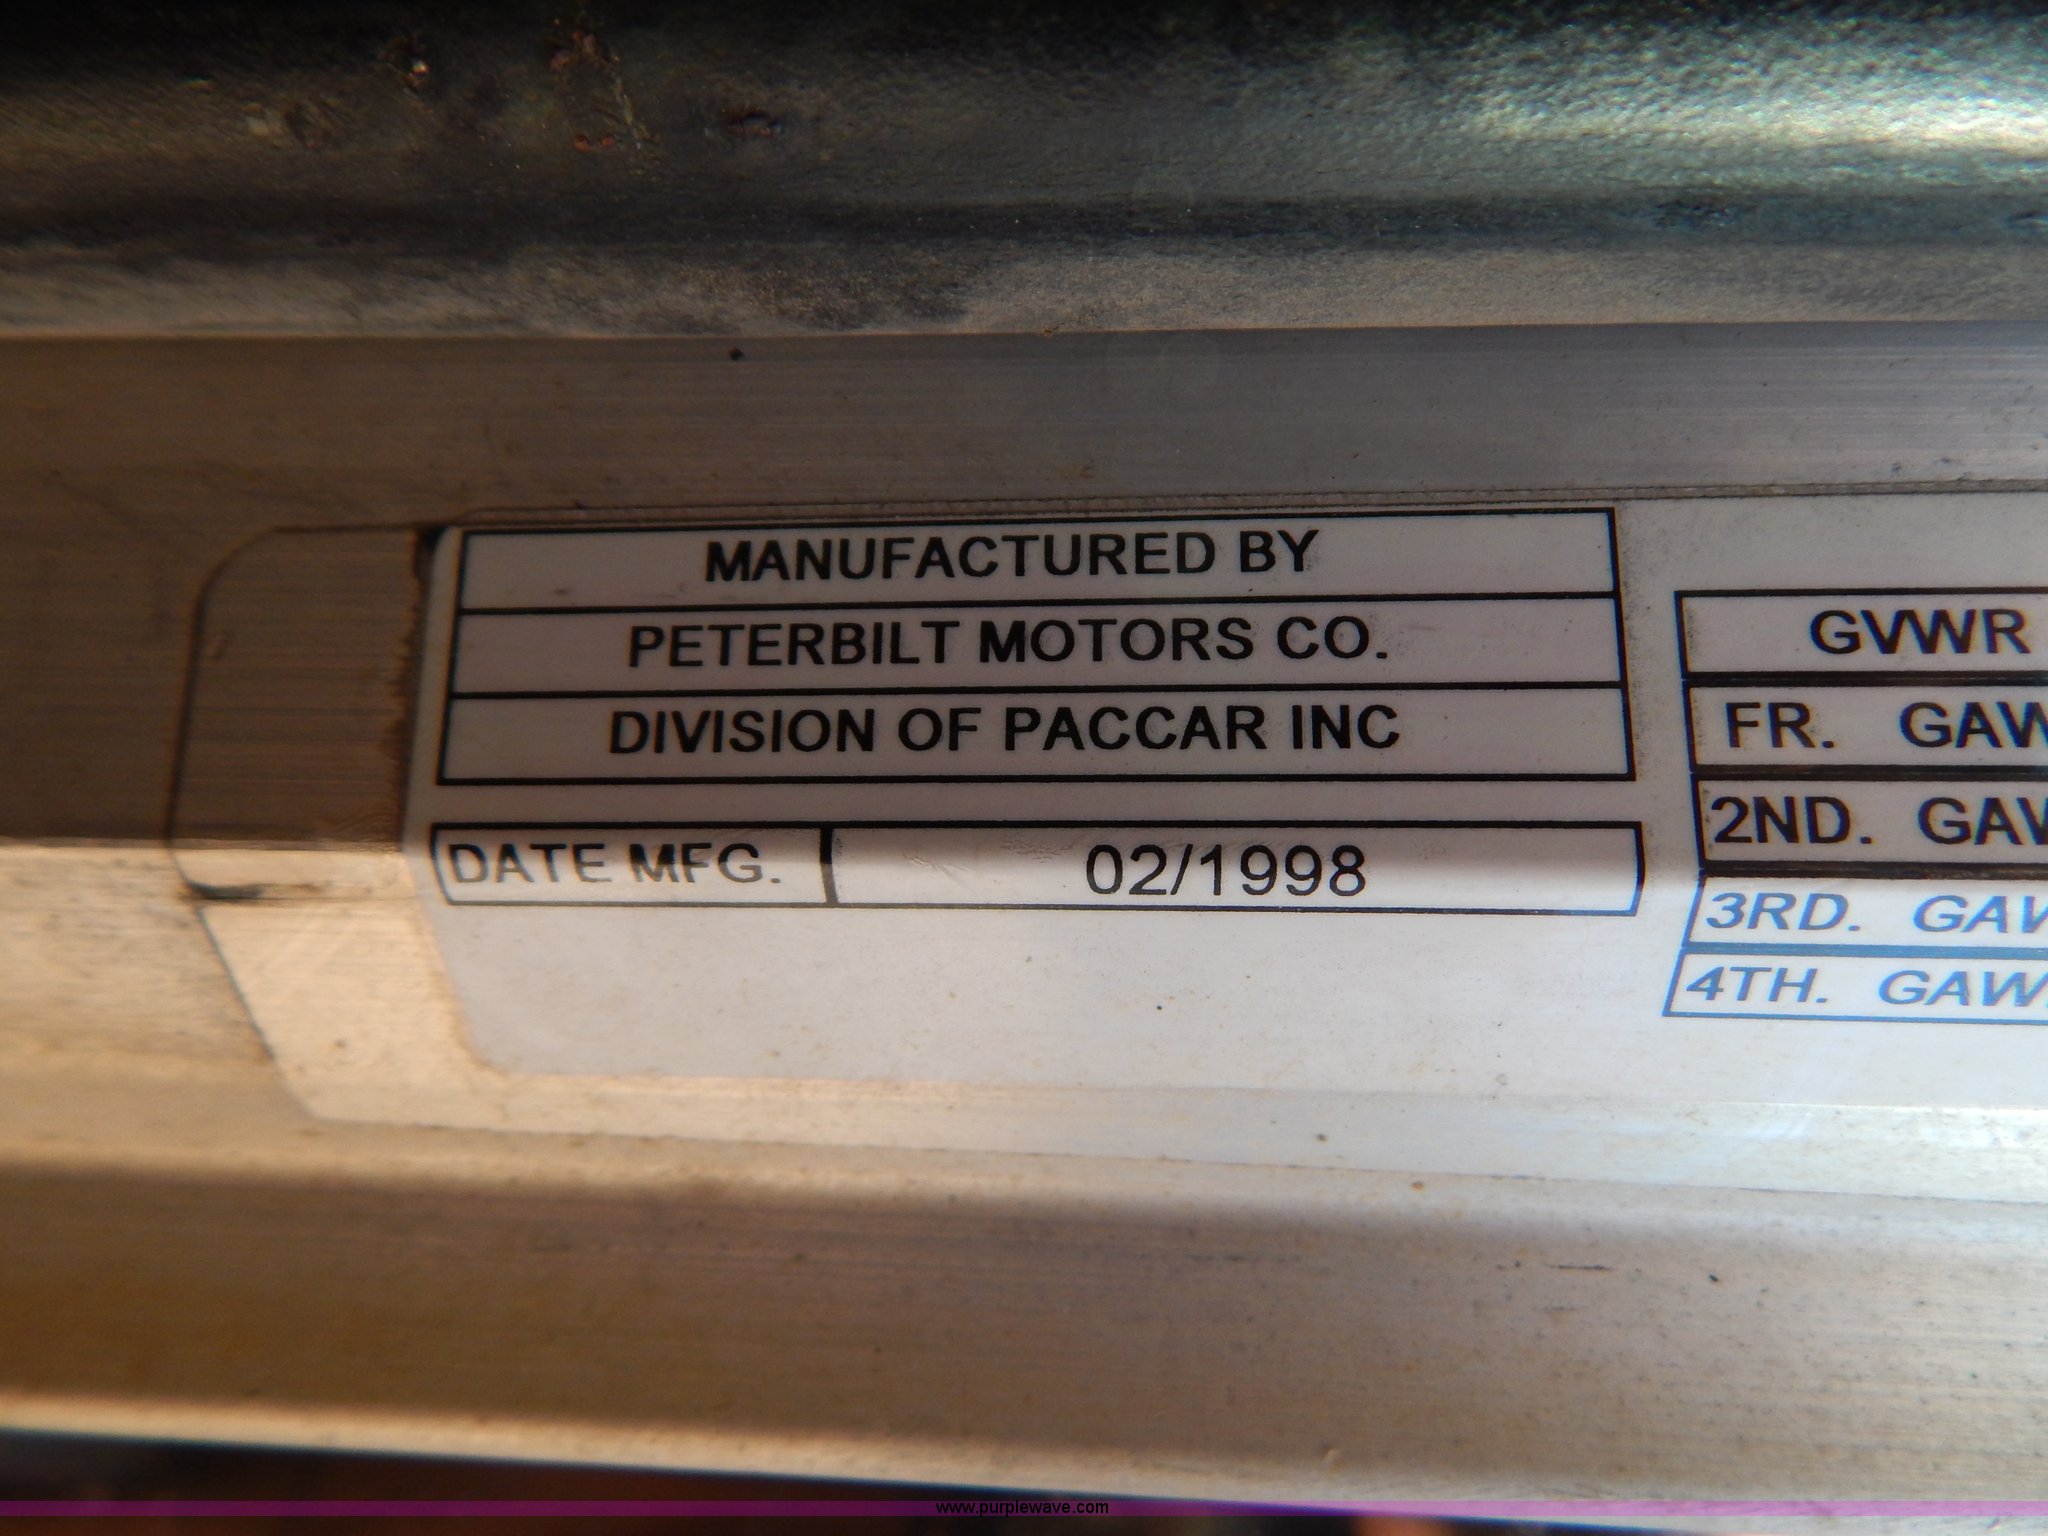 MANUFACTURED BY
PETERBILT MOTORS CO.
DIVISION OF PACCAR INC
DATE MFG. 02/1998
GVWR
FR. GAW
2ND. GAW
3RD. GAW
4TH. GAW
www.purplewave.com